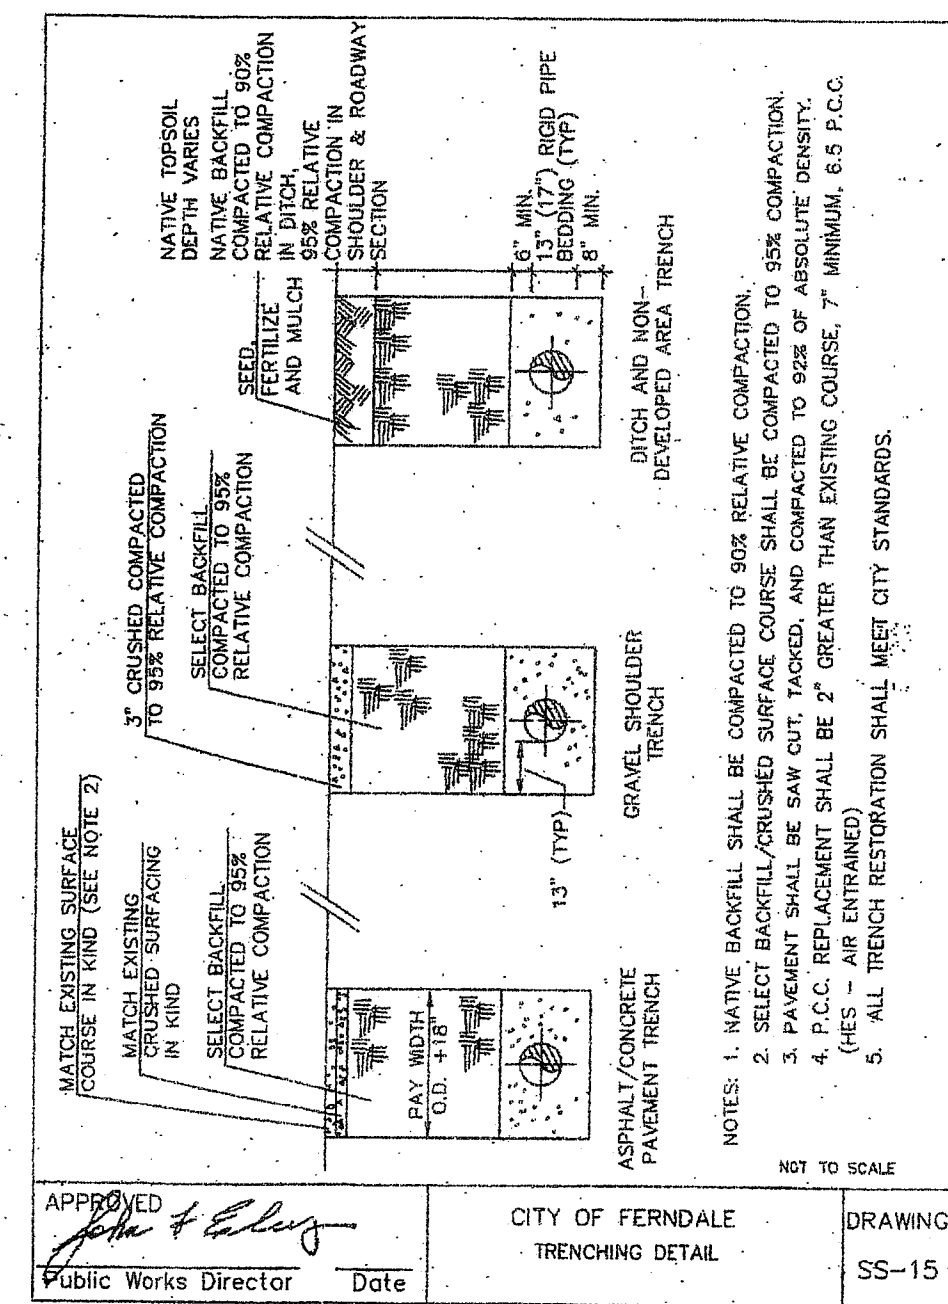 MATCH EXISTING SURFACE
COURSE IN KIND (SEE NOTE 2)
MATCH EXISTING
CRUSHED SURFACING
IN KIND
SELECT BACKFILL
COMPACTED TO 95%
RELATIVE COMPACTION
PAY WIDTH
O.D. +18"
ASPHALT/CONCRETE
PAVEMENT TRENCH
3" CRUSHED COMPACTED
TO 95% RELATIVE COMPACTION
SELECT BACKFILL
COMPACTED TO 95%
RELATIVE COMPACTION
13" (TYP)
GRAVEL SHOULDER
TRENCH
NATIVE TOPSOIL
DEPTH VARIES
NATIVE BACKFILL
COMPACTED TO 90%
RELATIVE COMPACTION
IN DITCH,
95% RELATIVE
COMPACTION IN
SHOULDER & ROADWAY
SECTION
SEED,
FERTILIZE
AND MULCH
6" MIN.
13" (17") RIGID PIPE
BEDDING (TYP)
8" MIN.
DITCH AND NON-
DEVELOPED AREA TRENCH
NOTES: 1. NATIVE BACKFILL SHALL BE COMPACTED TO 90% RELATIVE COMPACTION.
2. SELECT BACKFILL/CRUSHED SURFACE COURSE SHALL BE COMPACTED TO 95% COMPACTION.
3. PAVEMENT SHALL BE SAW CUT, TACKED, AND COMPACTED TO 92% OF ABSOLUTE DENSITY.
4. P.C.C. REPLACEMENT SHALL BE 2" GREATER THAN EXISTING COURSE, 7" MINIMUM, 6.5 P.C.C.
(HES - AIR ENTRAINED)
5. ALL TRENCH RESTORATION SHALL MEET CITY STANDARDS.
NOT TO SCALE
APPROVED
Public Works Director Date
CITY OF FERNDALE
TRENCHING DETAIL
DRAWING
SS-15